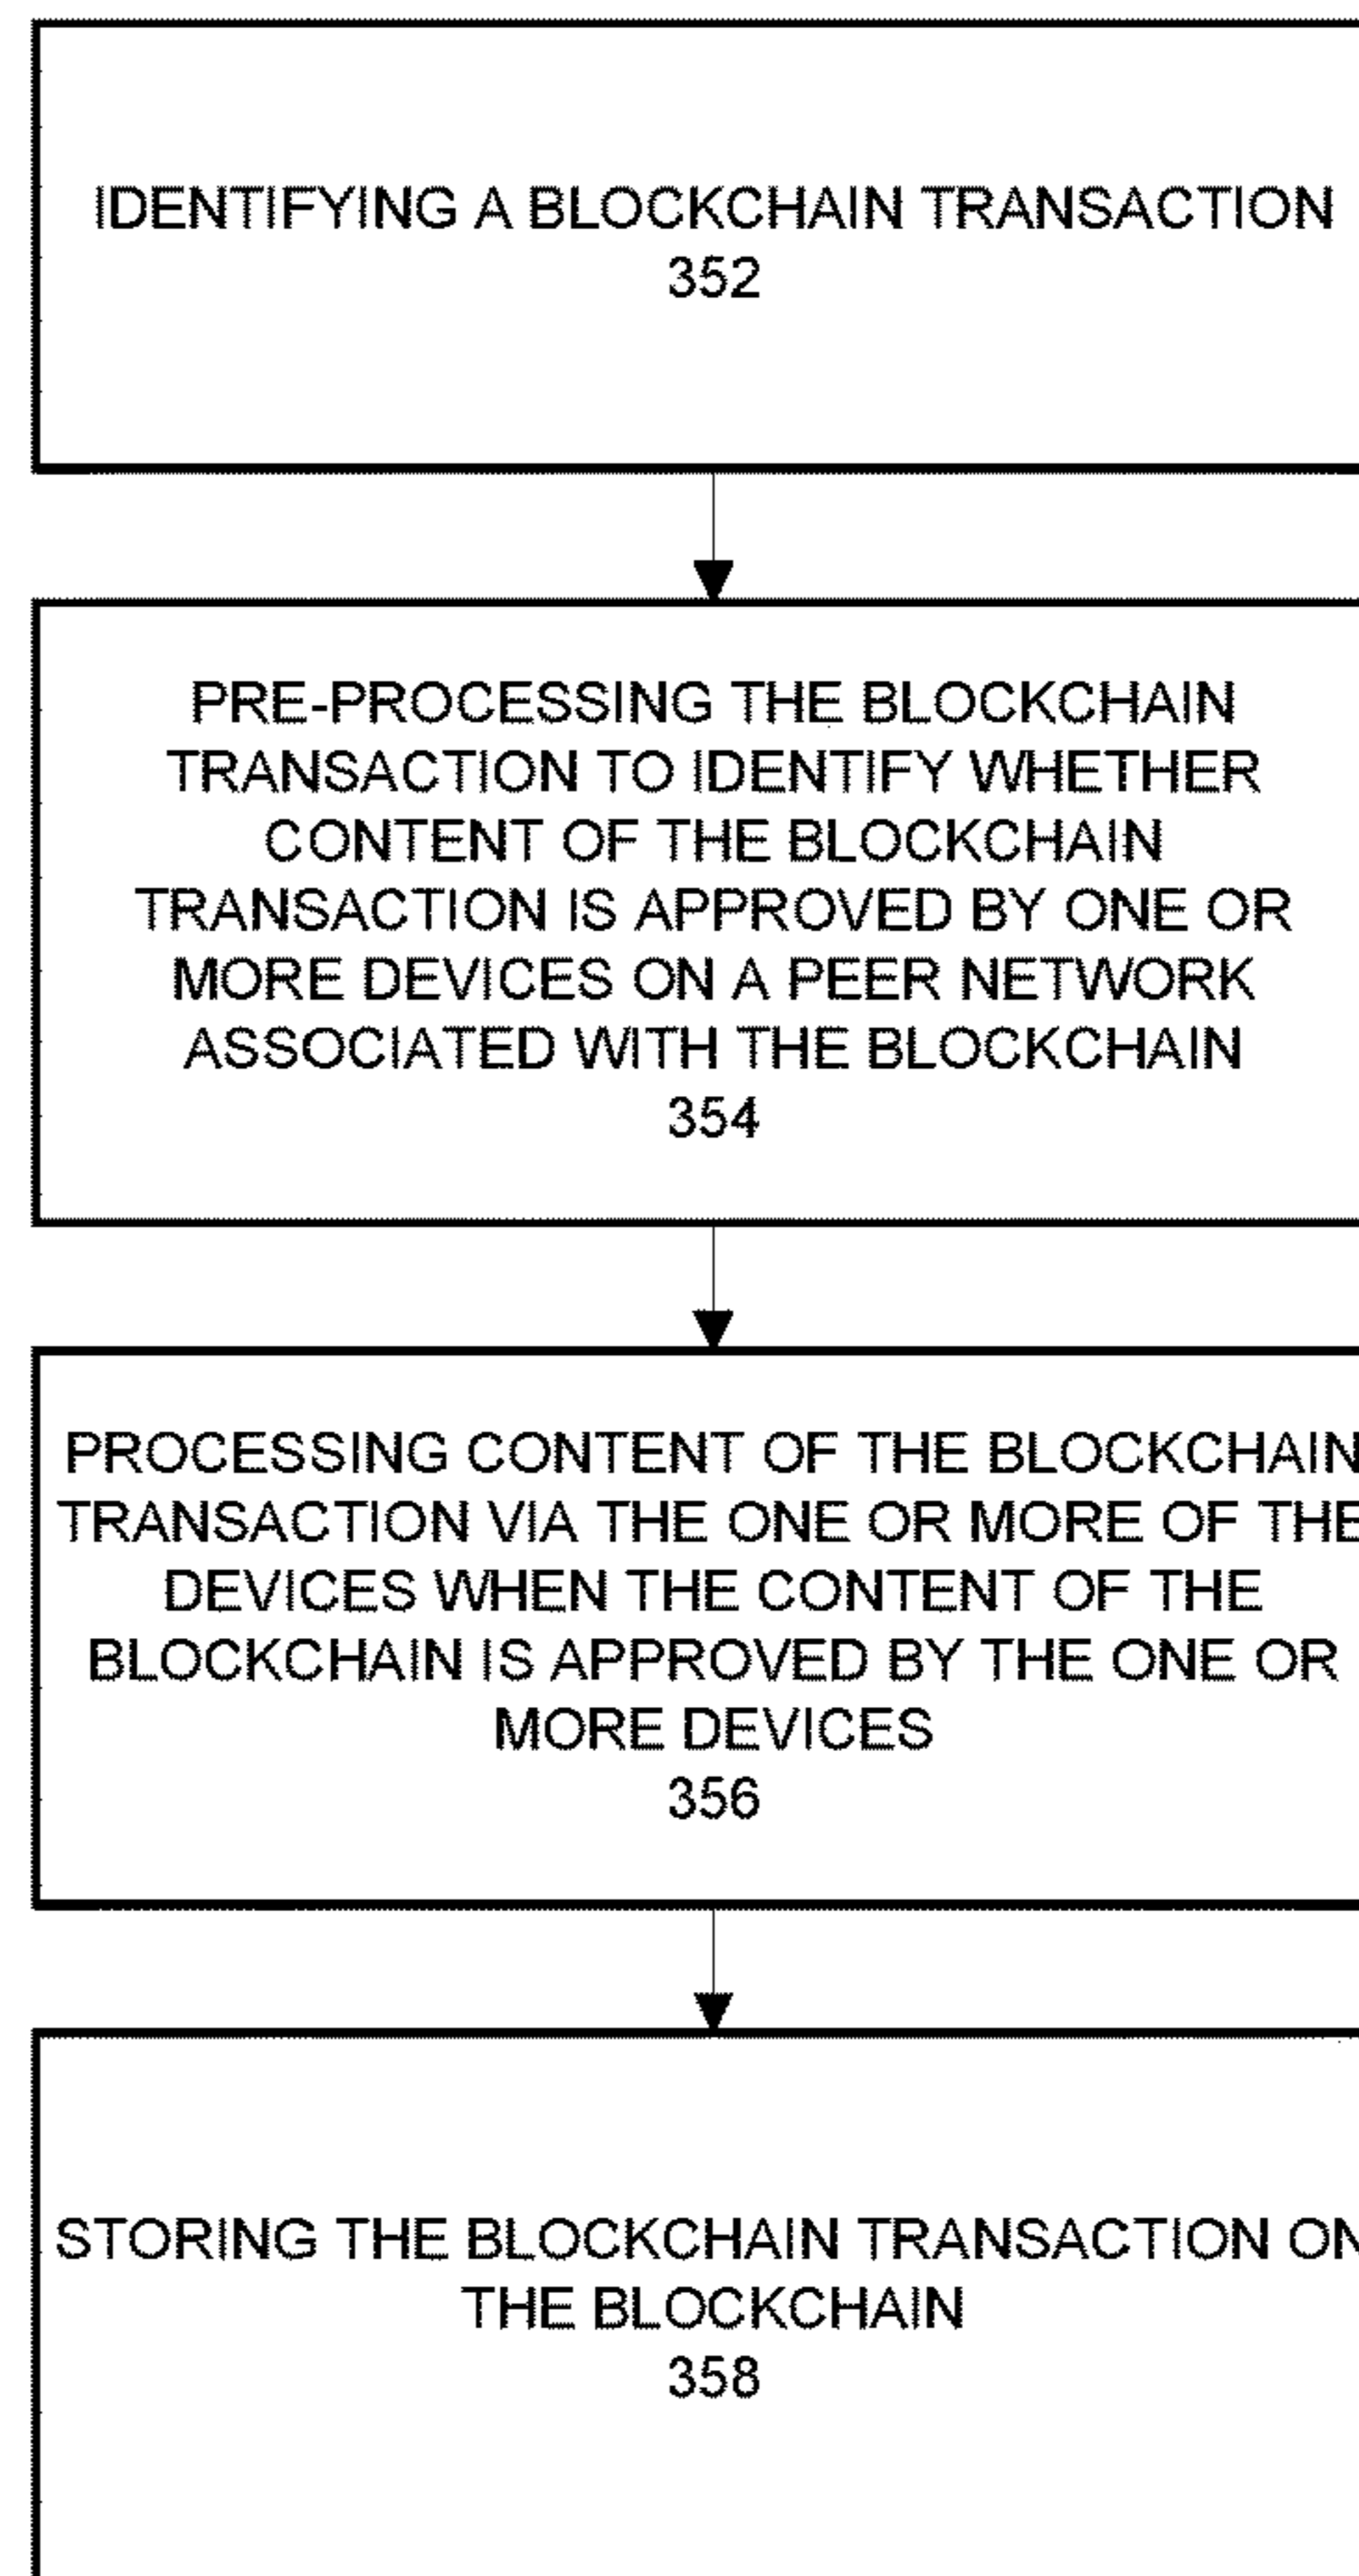 IDENTIFYING A BLOCKCHAIN TRANSACTION
352
PRE-PROCESSING THE BLOCKCHAIN
TRANSACTION TO IDENTIFY WHETHER
CONTENT OF THE BLOCKCHAIN
TRANSACTION IS APPROVED BY ONE OR
MORE DEVICES ON A PEER NETWORK
ASSOCIATED WITH THE BLOCKCHAIN
354
PROCESSING CONTENT OF THE BLOCKCHAIN
TRANSACTION VIA THE ONE OR MORE OF THE
DEVICES WHEN THE CONTENT OF THE
BLOCKCHAIN IS APPROVED BY THE ONE OR
MORE DEVICES
356
STORING THE BLOCKCHAIN TRANSACTION ON
THE BLOCKCHAIN
358